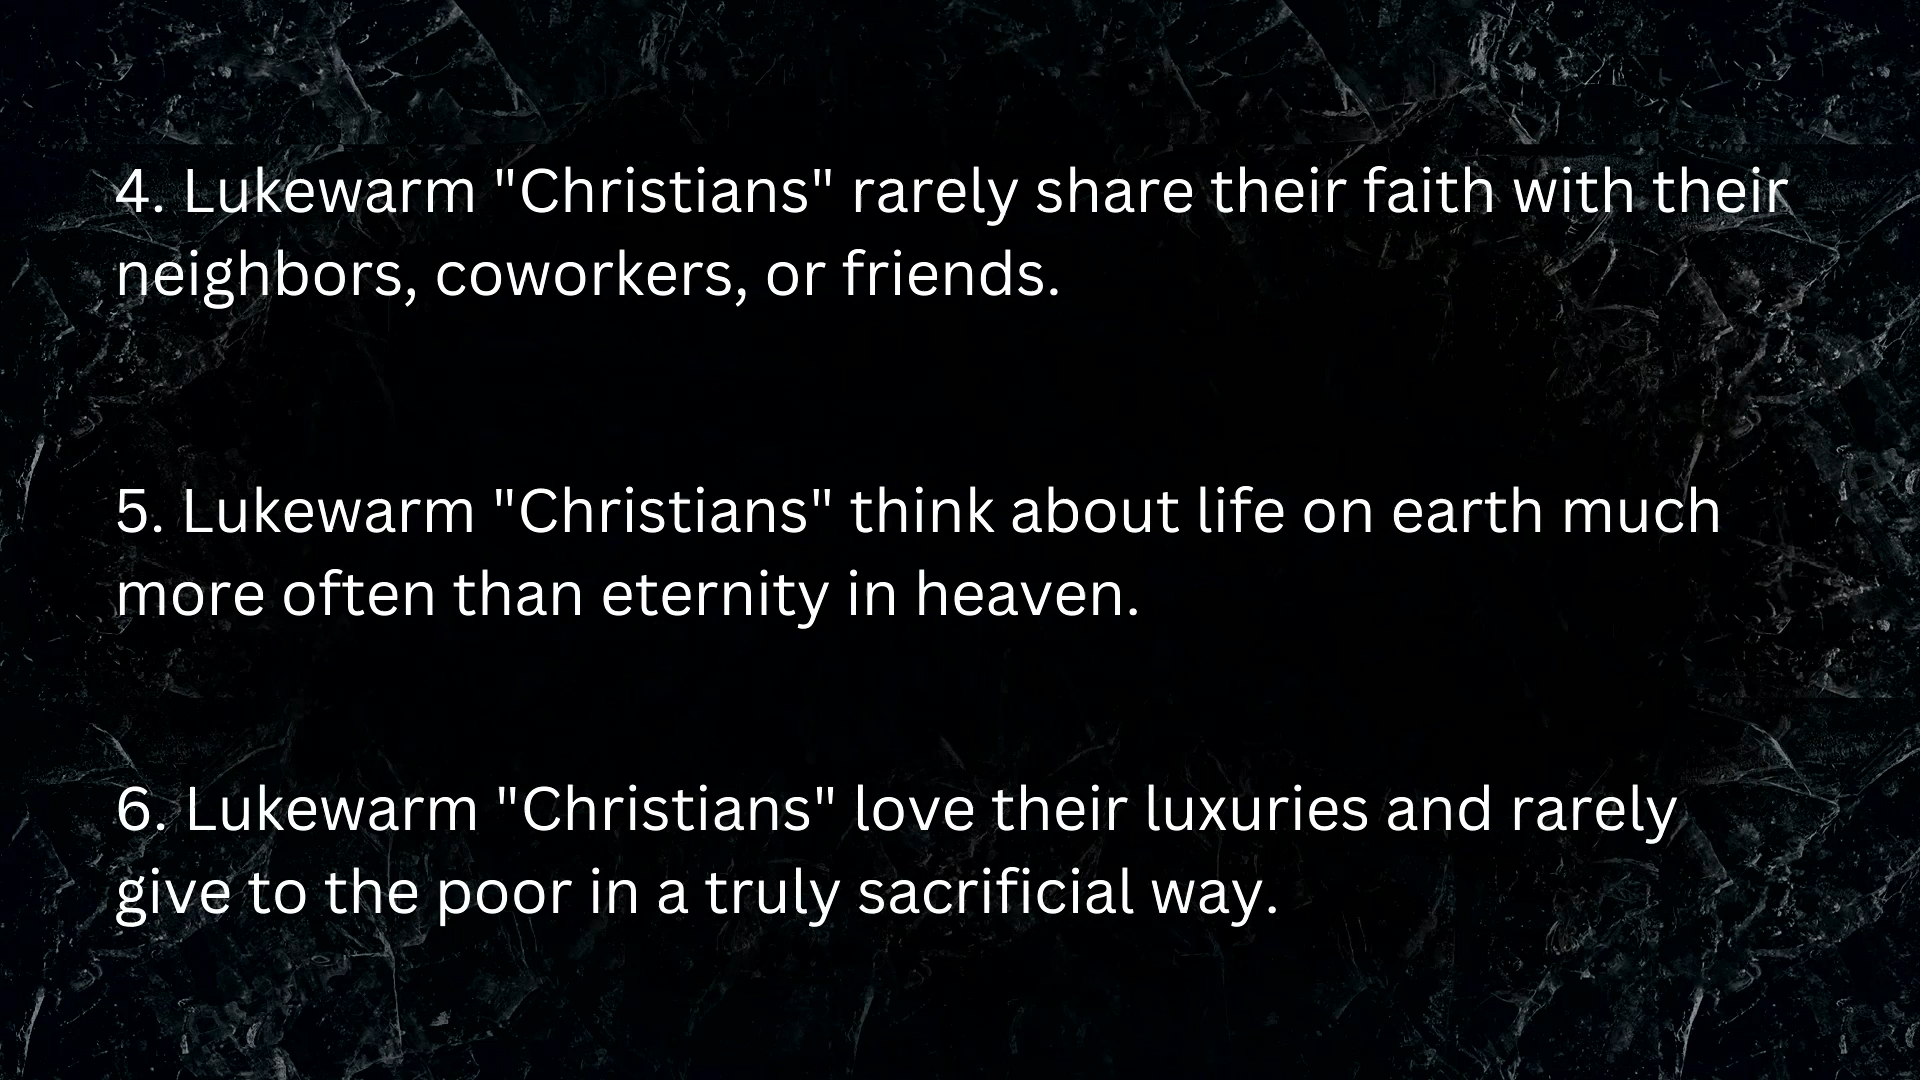 4. Lukewarm "Christians" rarely share their faith with their
neighbors, coworkers, or friends.
5. Lukewarm "Christians" think about life on earth much
more often than eternity in heaven.
6. Lukewarm "Christians" love their luxuries and rarely
give to the poor in a truly sacrificial way.